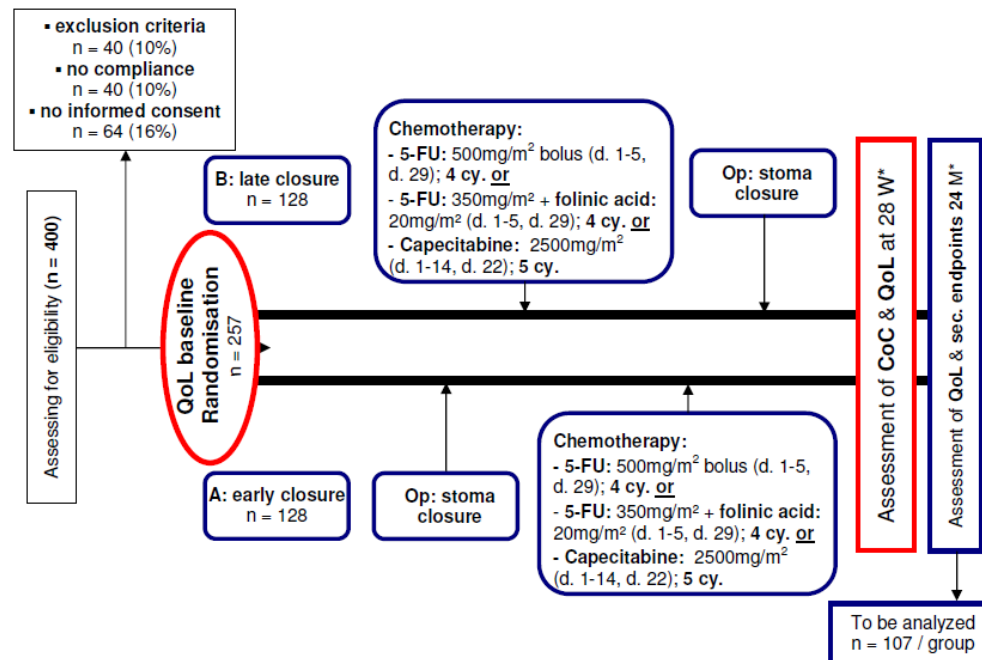 ▪ exclusion criteria
n = 40 (10%)
▪ no compliance
n = 40 (10%)
▪ no informed consent
n = 64 (16%)
Assessing for eligibility (n = 400)
QoL baseline
Randomisation
n = 257
B: late closure
n = 128
Chemotherapy:
- 5-FU: 500mg/m² bolus (d. 1-5,
d. 29); 4 cy. or
- 5-FU: 350mg/m² + folinic acid:
20mg/m² (d. 1-5, d. 29); 4 cy. or
- Capecitabine: 2500mg/m²
(d. 1-14, d. 22); 5 cy.
Op: stoma
closure
A: early closure
n = 128
Op: stoma
closure
Chemotherapy:
- 5-FU: 500mg/m² bolus (d. 1-5,
d. 29); 4 cy. or
- 5-FU: 350mg/m² + folinic acid:
20mg/m² (d. 1-5, d. 29); 4 cy. or
- Capecitabine: 2500mg/m²
(d. 1-14, d. 22); 5 cy.
Assessment of CoC & QoL at 28 W*
Assessment of QoL & sec. endpoints 24 M*
To be analyzed
n = 107 / group